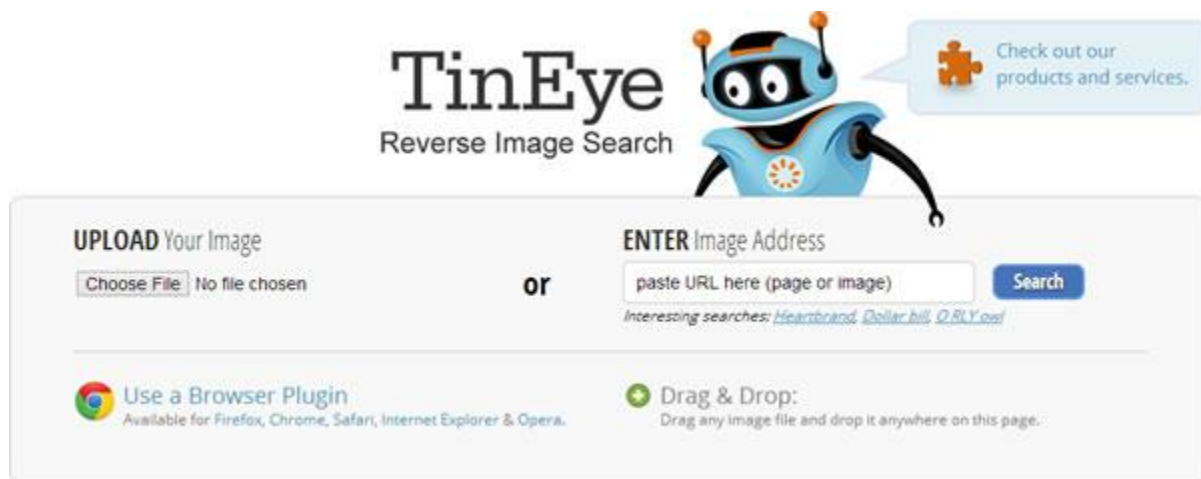 TinEye
Reverse Image Search
Check out our
products and services.
UPLOAD Your Image
Choose File No file chosen
or
ENTER Image Address
paste URL here (page or image)
Search
Interesting searches: Heartbrand, Dollar bill, O RLY owl
Use a Browser Plugin
Available for Firefox, Chrome, Safari, Internet Explorer & Opera.
Drag & Drop:
Drag any image file and drop it anywhere on this page.